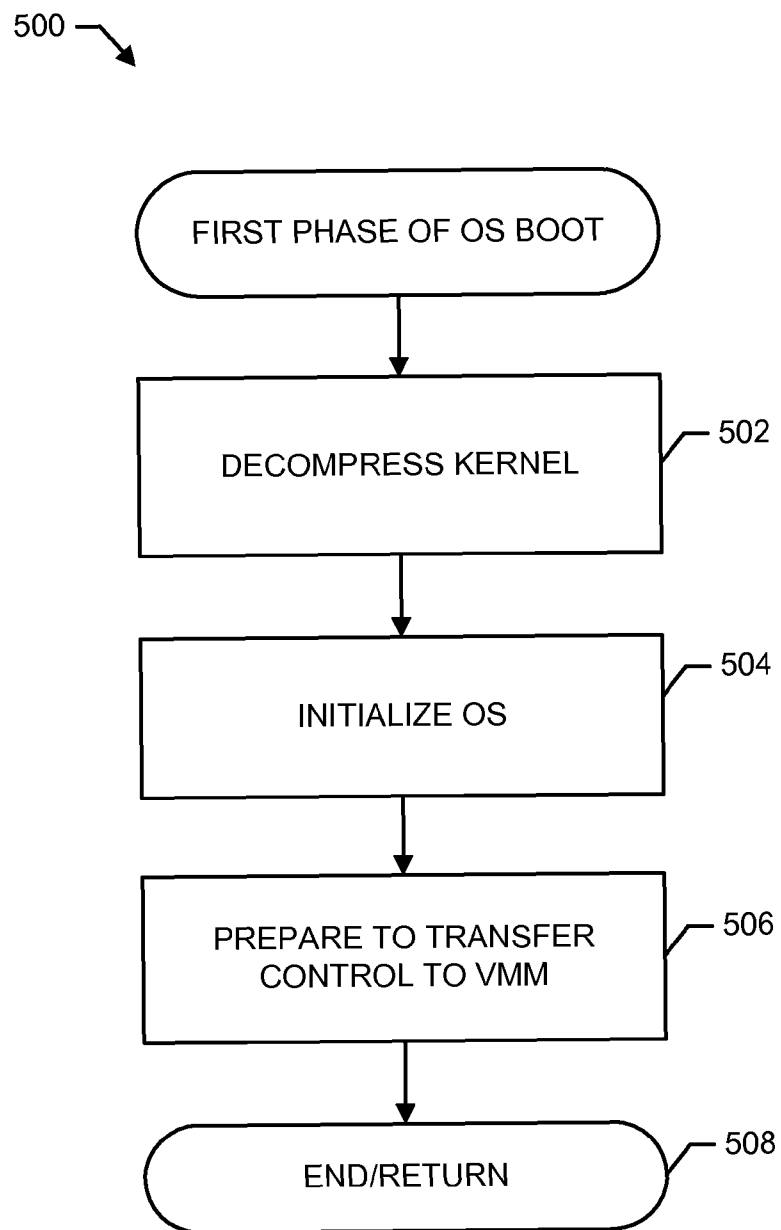 500
FIRST PHASE OF OS BOOT
DECOMPRESS KERNEL
502
INITIALIZE OS
504
PREPARE TO TRANSFER
CONTROL TO VMM
506
END/RETURN
508